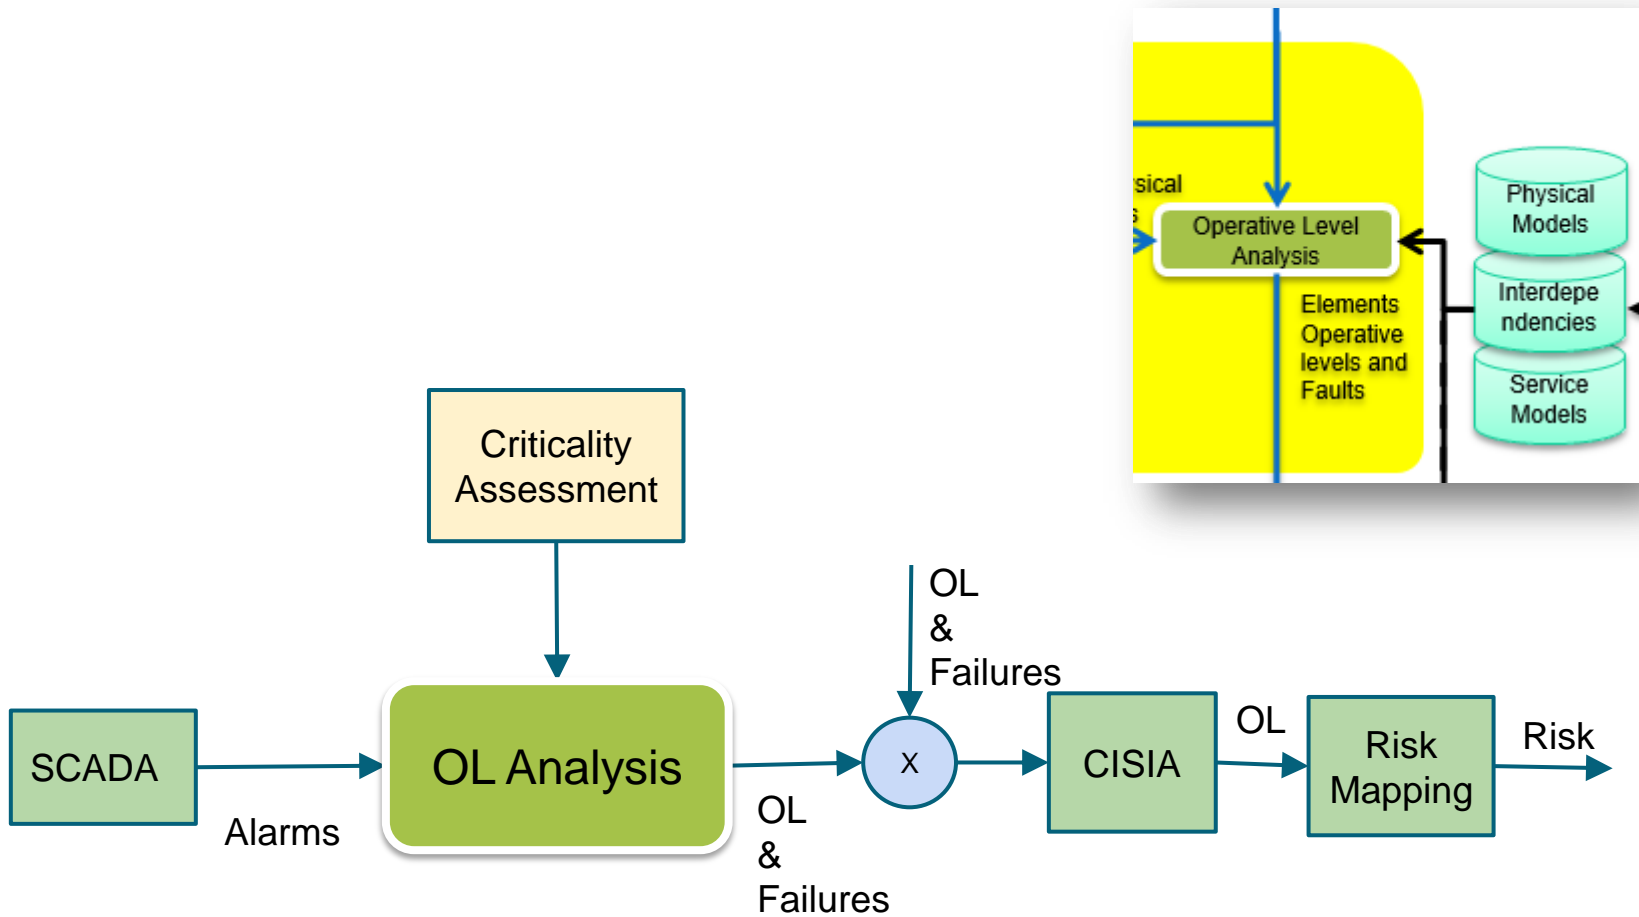 sical
s
Operative Level
Analysis
Elements
Operative
levels and
Faults
Physical
Models
Interdepe
ndencies
Service
Models
Criticality
Assessment
OL
&
Failures
SCADA
Alarms
OL Analysis
OL
&
Failures
X
CISIA
OL
Risk
Mapping
Risk